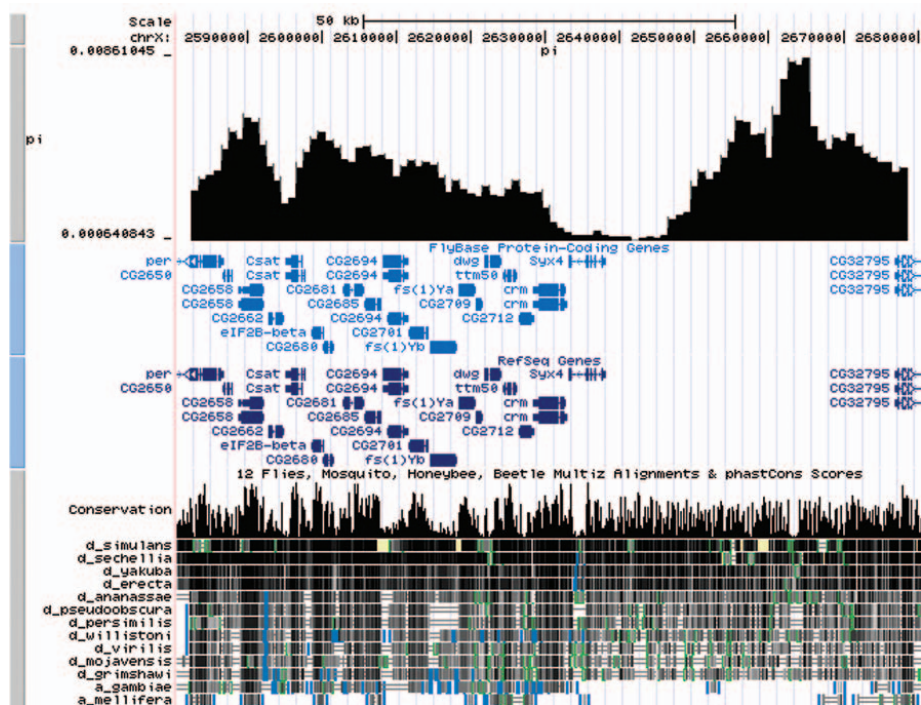 Scale 50 kb
chrX: 2590000 2600000 2610000 2620000 2630000 2640000 2650000 2660000 2670000 2680000
pi
0.00861045
pi
0.000640843
FlyBase Protein-Coding Genes
per Csat CG2694 dwg Syx4 CG32795
CG2650 Csat CG2694 ttm50 CG32795
CG2658 CG2681 fs(1)Ya crm CG32795
CG2658 CG2685 CG2709 crm
CG2662 CG2694 CG2712
eIF2B-beta CG2701
CG2680 fs(1)Yb
RefSeq Genes
per Csat CG2694 dwg Syx4 CG32795
CG2650 Csat CG2694 ttm50 CG32795
CG2658 CG2681 fs(1)Ya crm CG32795
CG2658 CG2685 CG2709 crm
CG2662 CG2694 CG2712
eIF2B-beta CG2701
CG2680 fs(1)Yb
12 Flies, Mosquito, Honeybee, Beetle Multiz Alignments & phastCons Scores
Conservation
d_simulans
d_sechellia
d_yakuba
d_erecta
d_ananassae
d_pseudoobscura
d_persimilis
d_willistoni
d_virilis
d_mojavensis
d_grimshawi
a_gambiae
a_mellifera